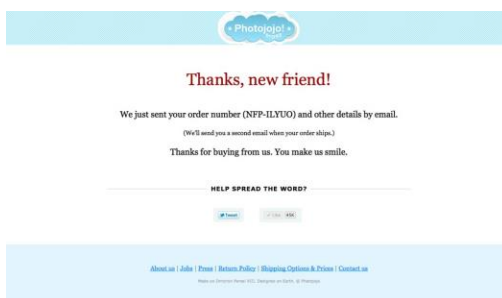 Photojojo!
Thanks, new friend!
We just sent your order number (NFP-ILYUO) and other details by email.
(We'll send you a second email when your order ships.)
Thanks for buying from us. You make us smile.
HELP SPREAD THE WORD?
Tweet Like
About us | Jobs | Press | Return Policy | Shipping Options & Prices | Contact us